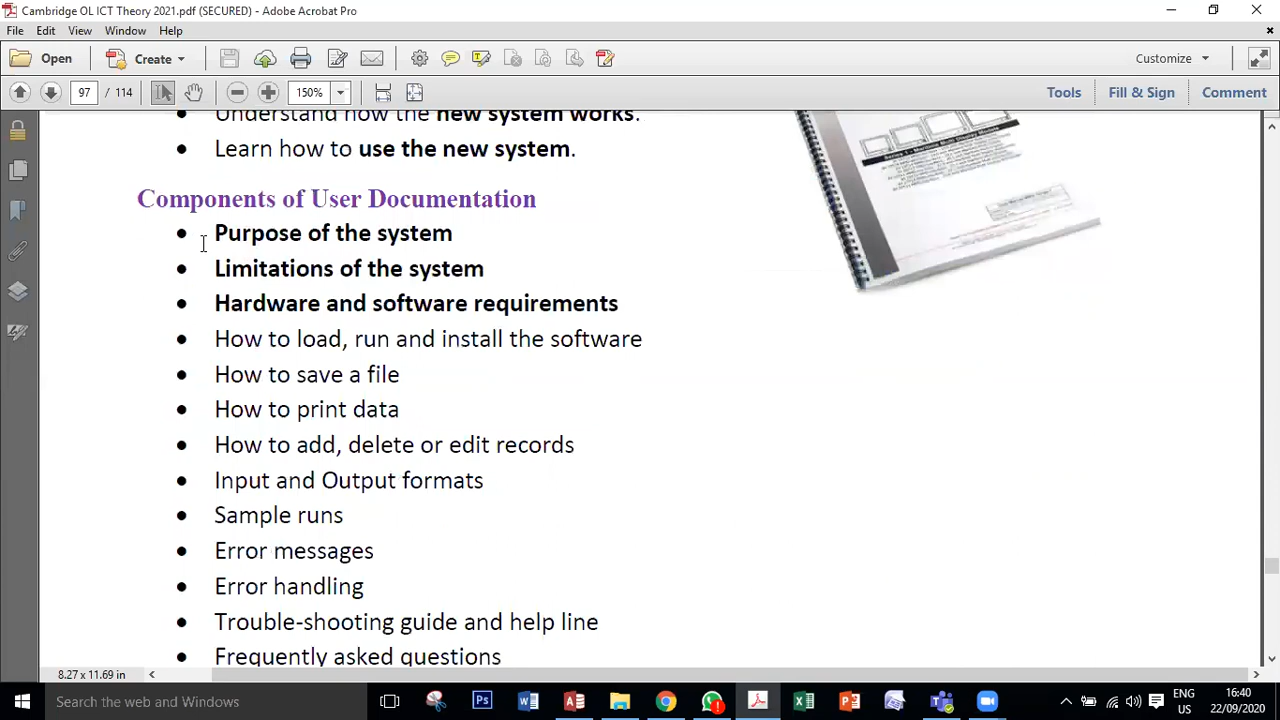 Cambridge OL ICT Theory 2021.pdf (SECURED) - Adobe Acrobat Pro
File Edit View Window Help
Open Create Customize
97 / 114 150% Tools Fill & Sign Comment
Understand how the new system works.
Learn how to use the new system.
Components of User Documentation
Purpose of the system
Limitations of the system
Hardware and software requirements
How to load, run and install the software
How to save a file
How to print data
How to add, delete or edit records
Input and Output formats
Sample runs
Error messages
Error handling
Trouble-shooting guide and help line
Frequently asked questions
8.27 x 11.69 in
Search the web and Windows
ENG 16:40
US 22/09/2020